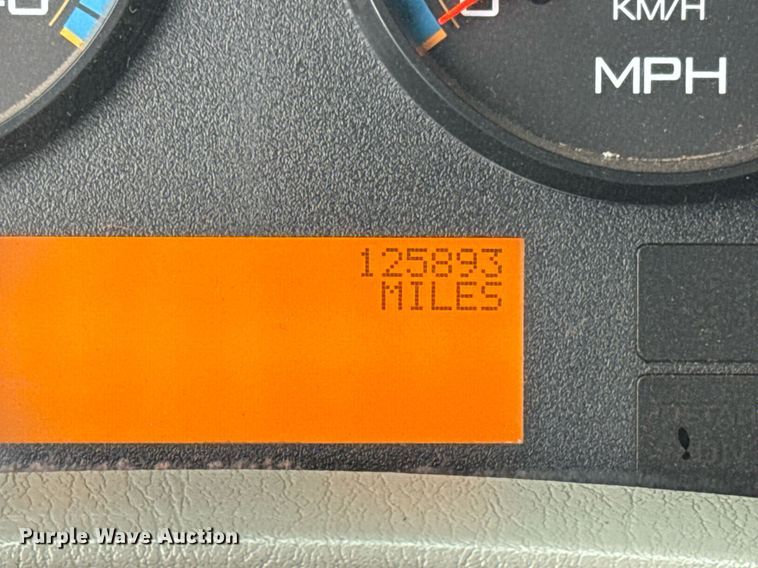 KM/H
MPH
125893
MILES
Purple Wave Auction